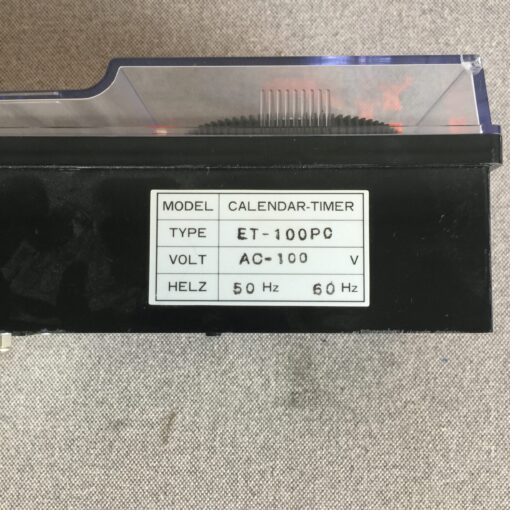 MODEL CALENDAR-TIMER
TYPE ET-100PC
VOLT AC-100 V
HELZ 50 Hz 60 Hz